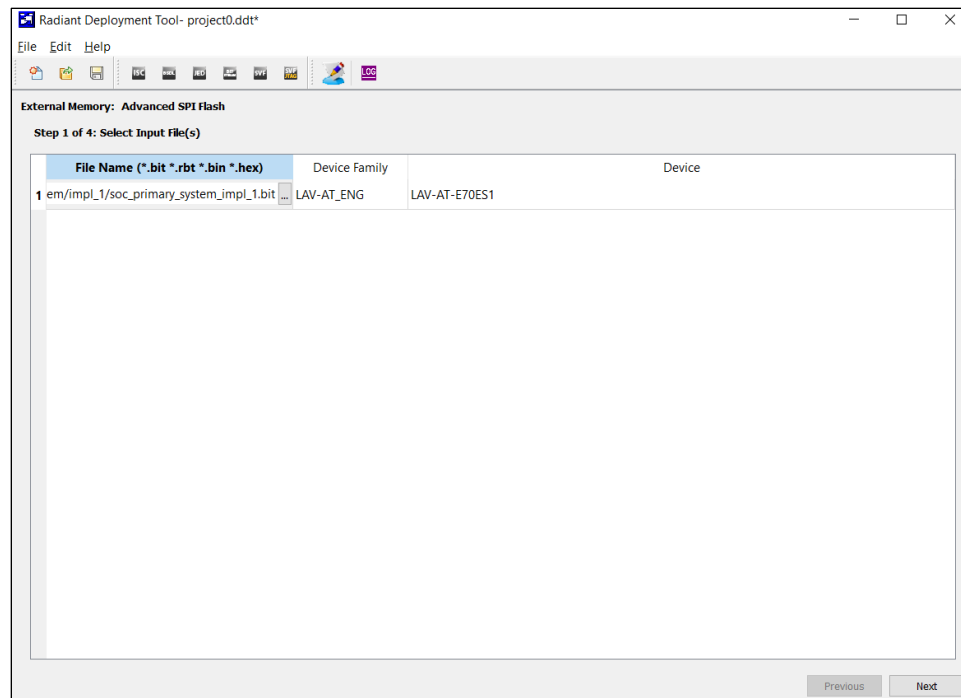 Radiant Deployment Tool- project0.ddt*
File Edit Help
ISC JED SVF LOG
External Memory: Advanced SPI Flash
Step 1 of 4: Select Input File(s)
File Name (*.bit *.rbt *.bin *.hex) Device Family Device
1 em/impl_1/soc_primary_system_impl_1.bit ... LAV-AT_ENG LAV-AT-E70ES1
Previous Next